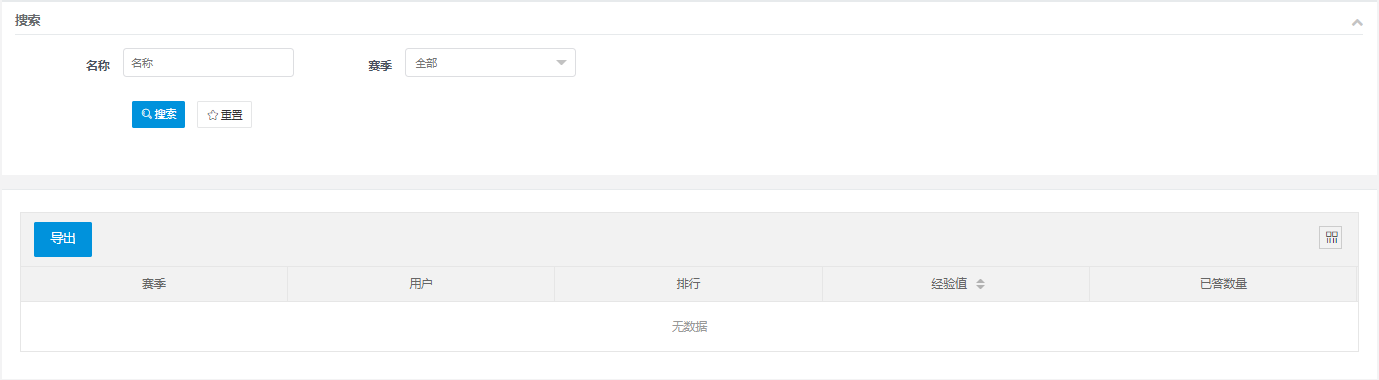 搜索
名称 名称 赛季 全部
搜索 重置
导出
赛季 用户 排行 经验值 已答数量
无数据